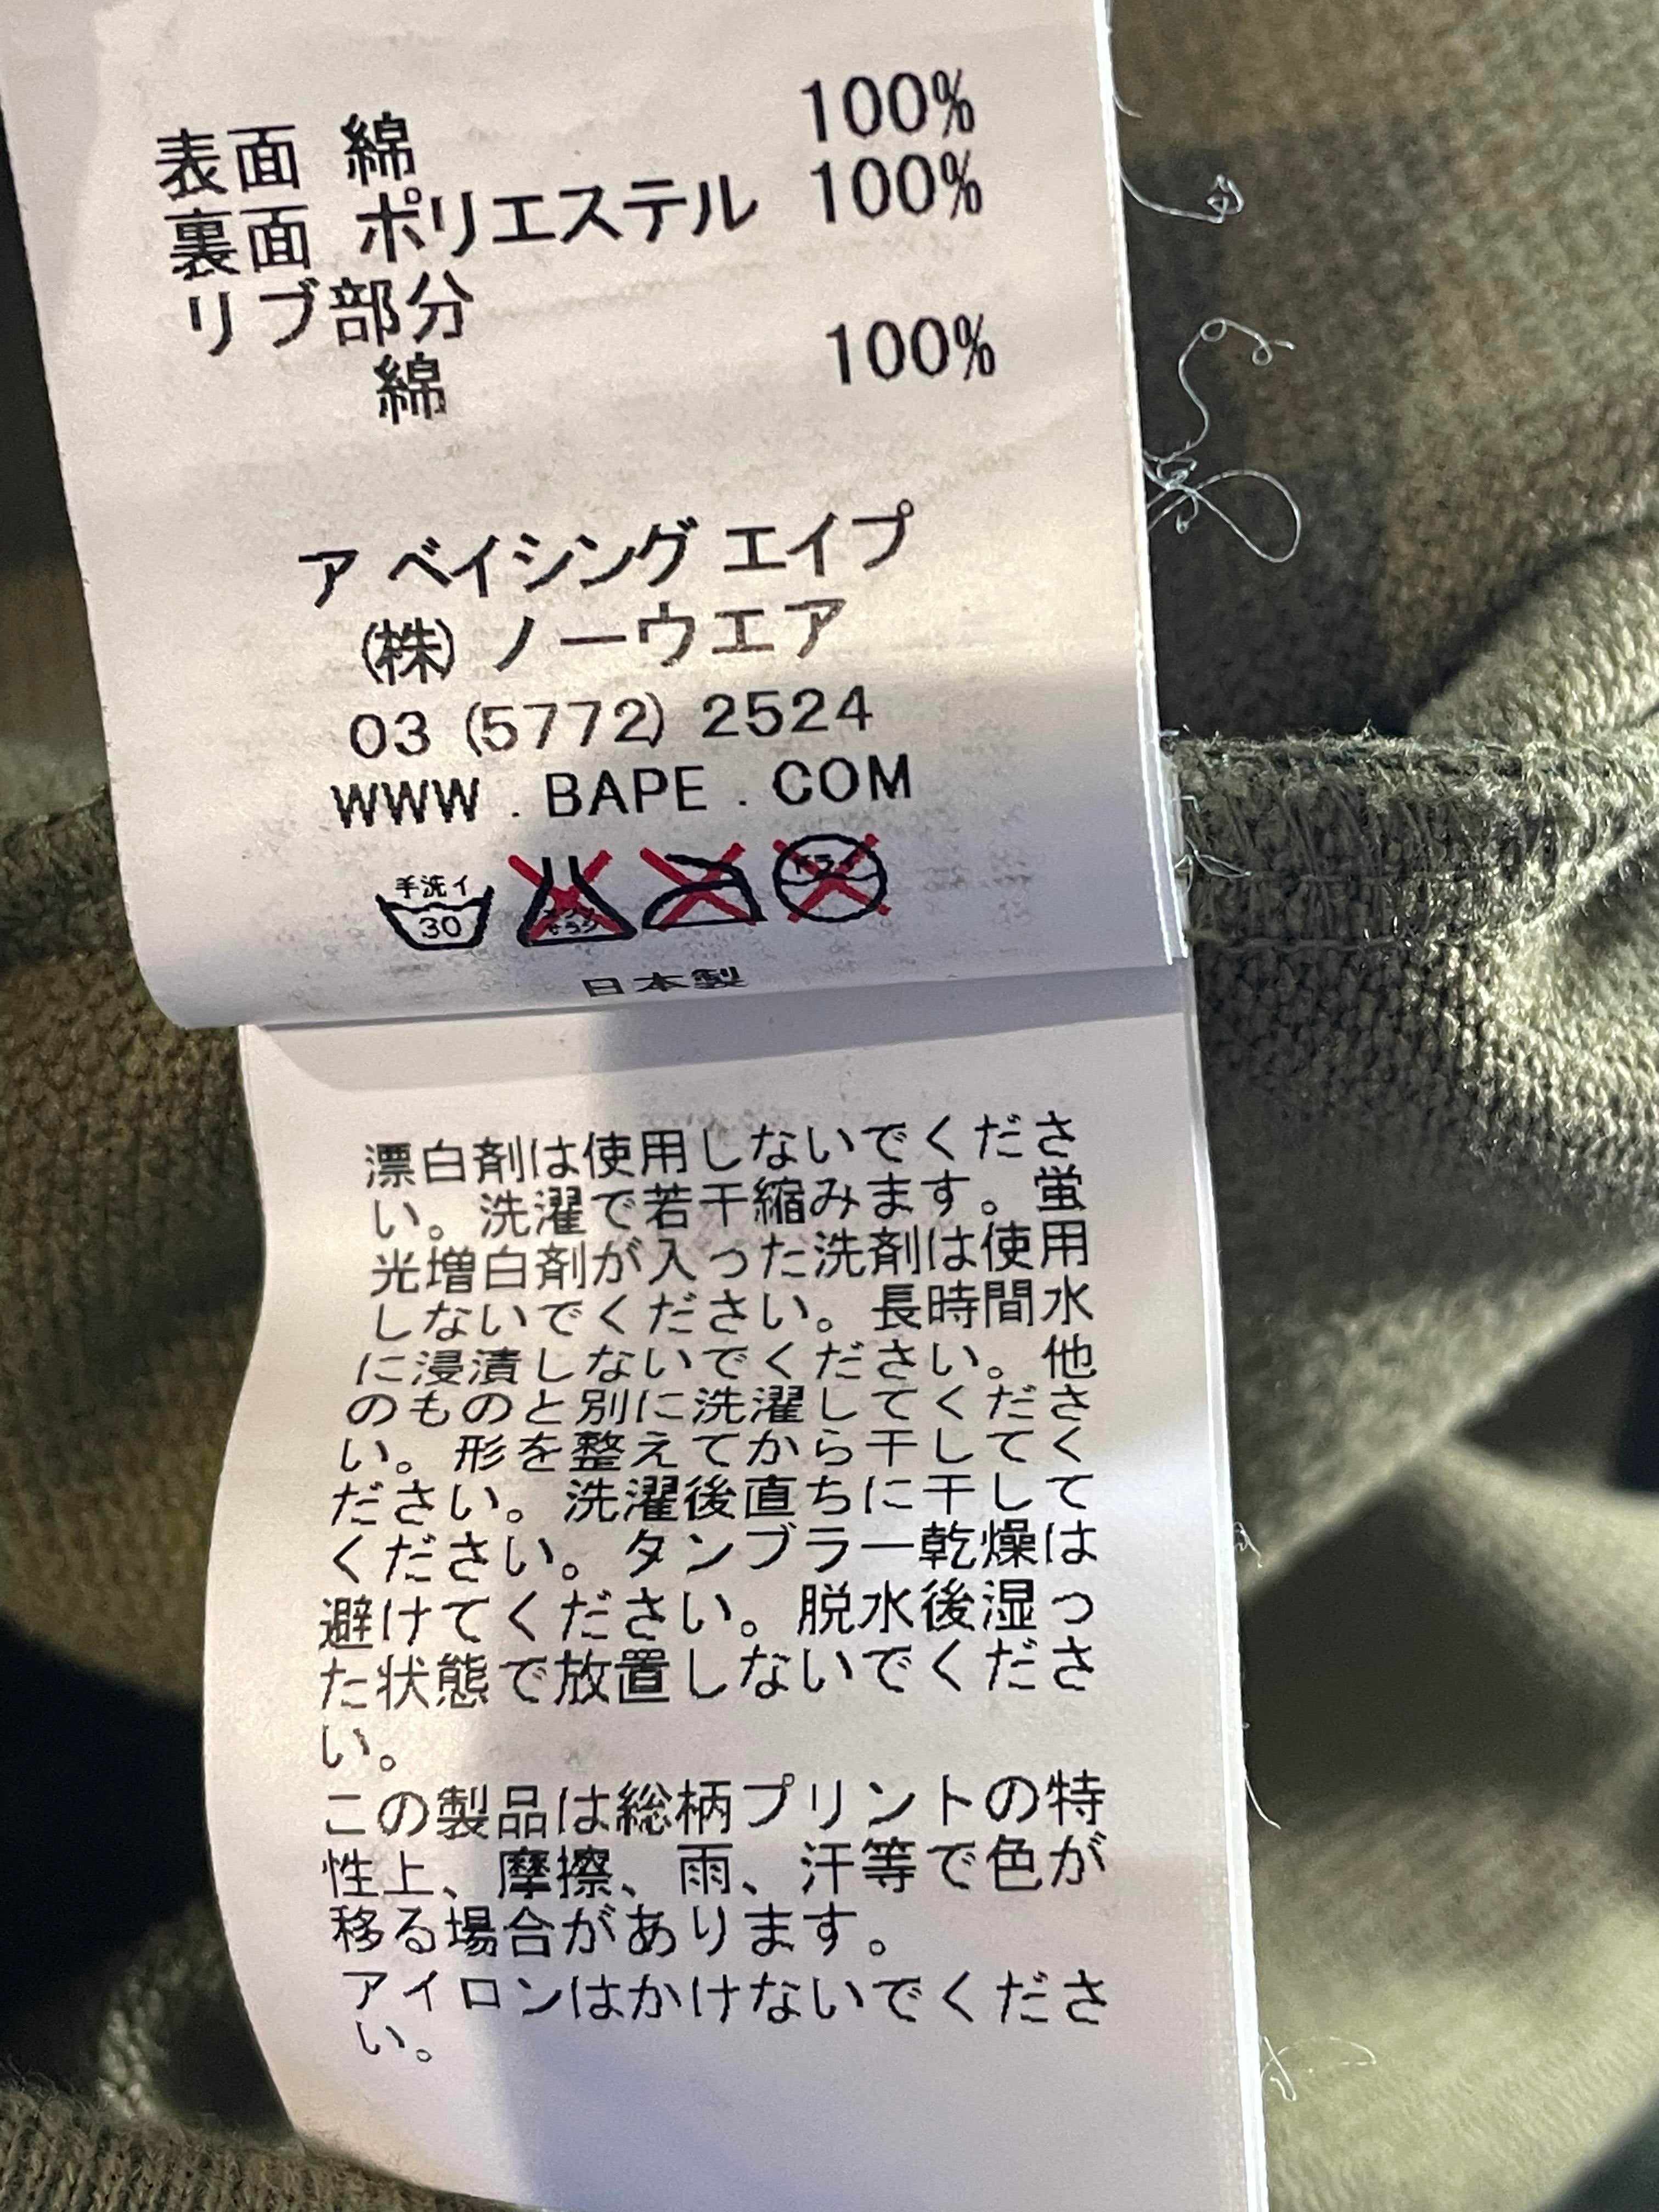 表面 綿 100%
裏面 ポリエステル 100%
リブ部分
綿 100%
ア ベイシング エイプ
(株) ノーウエア
03 (5772) 2524
WWW . BAPE . COM
手洗イ
30
ドライ
日本製
漂白剤は使用しないでくださ
い。洗濯で若干縮みます。蛍
光増白剤が入った洗剤は使用
しないでください。長時間水
に浸漬しないでください。他
のものと別に洗濯してくださ
い。形を整えてから干してく
ださい。洗濯後直ちに干して
ください。タンブラー乾燥は
避けてください。脱水後湿っ
た状態で放置しないでくださ
い。
この製品は総柄プリントの特
性上、摩擦、雨、汗等で色が
移る場合があります。
アイロンはかけないでくださ
い。